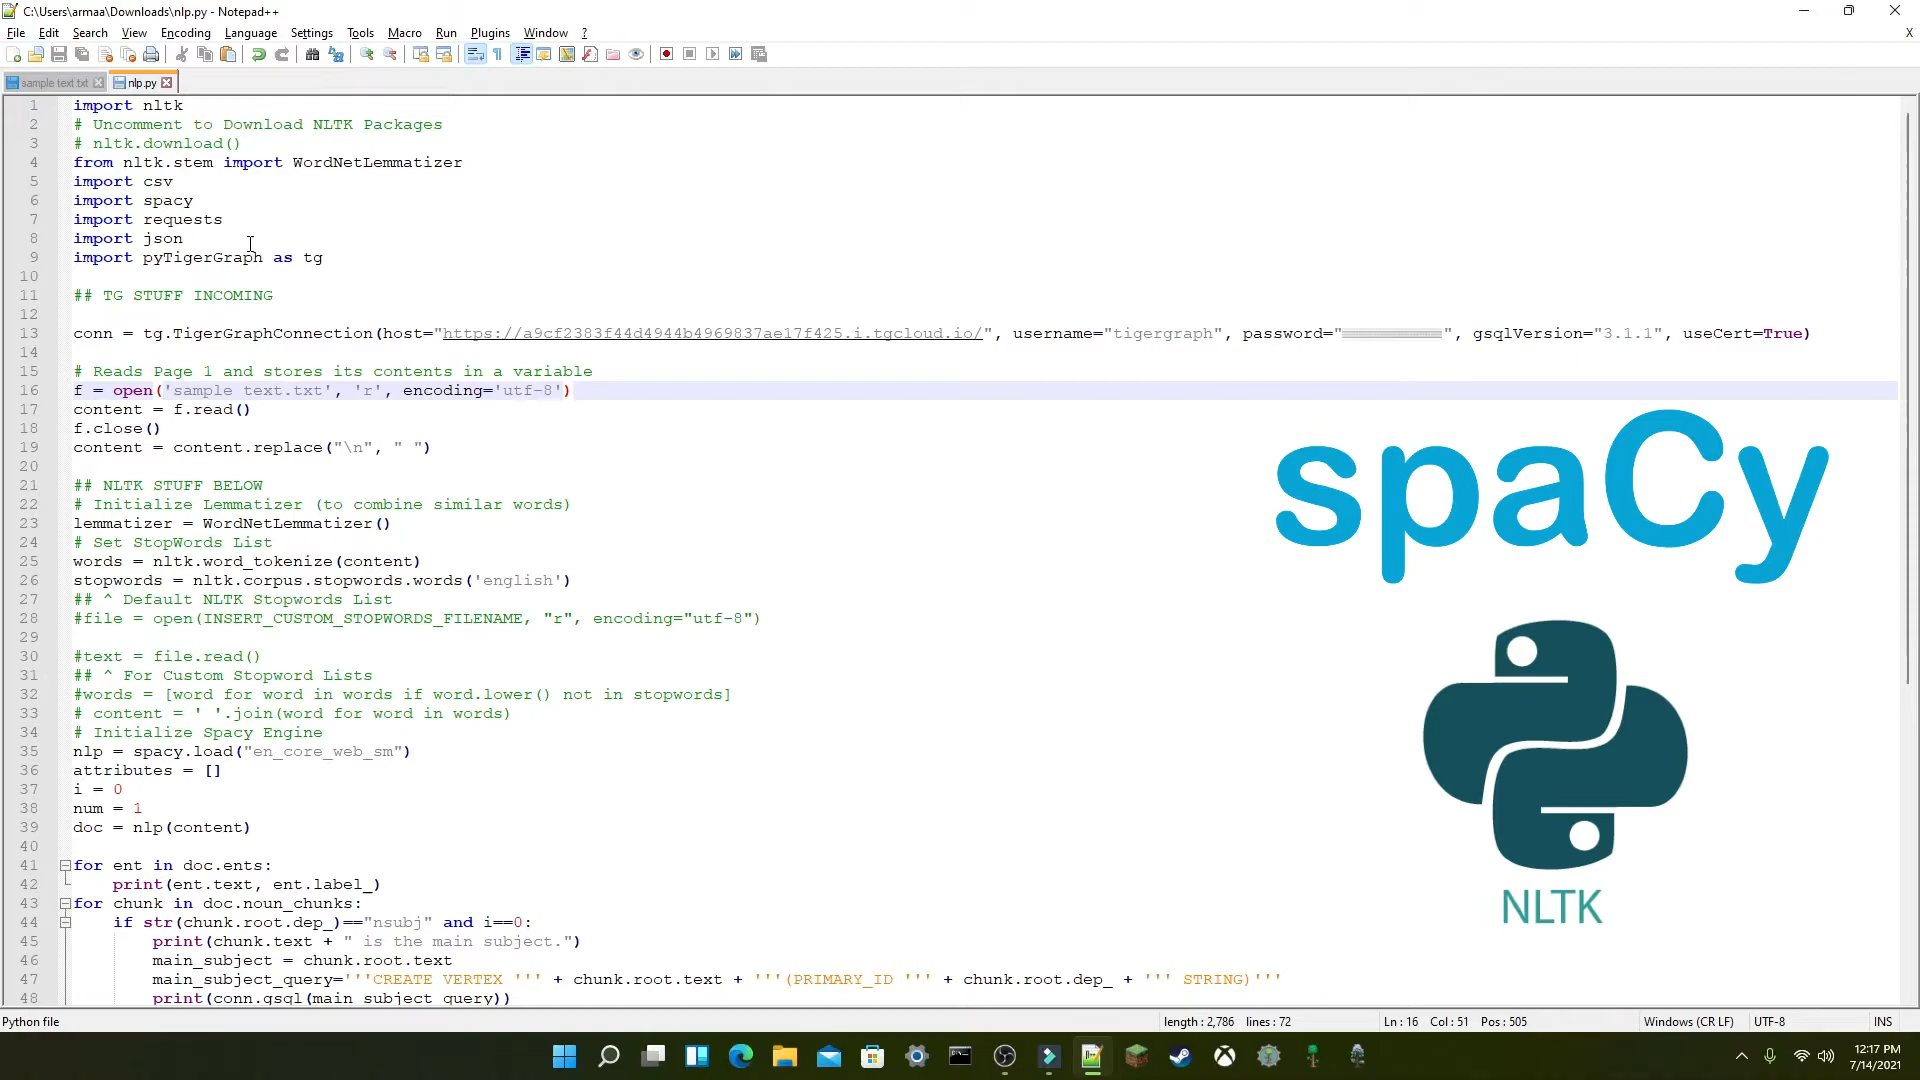 C:\Users\armaa\Downloads\nlp.py - Notepad++
File Edit Search View Encoding Language Settings Tools Macro Run Plugins Window ? X
sample text.txt nlp.py
1 import nltk
2 # Uncomment to Download NLTK Packages
3 # nltk.download()
4 from nltk.stem import WordNetLemmatizer
5 import csv
6 import spacy
7 import requests
8 import json
9 import pyTigerGraph as tg
10
11 ## TG STUFF INCOMING
12
13 conn = tg.TigerGraphConnection(host="https://a9cf2383f44d4944b4969837ae17f425.i.tgcloud.io/", username="tigergraph", password=" ", gsqlVersion="3.1.1", useCert=True)
14
15 # Reads Page 1 and stores its contents in a variable
16 f = open('sample text.txt', 'r', encoding='utf-8')
17 content = f.read()
18 f.close()
19 content = content.replace("\n", " ")
20
21 ## NLTK STUFF BELOW
22 # Initialize Lemmatizer (to combine similar words)
23 lemmatizer = WordNetLemmatizer()
24 # Set StopWords List
25 words = nltk.word_tokenize(content)
26 stopwords = nltk.corpus.stopwords.words('english')
27 ## ^ Default NLTK Stopwords List
28 #file = open(INSERT_CUSTOM_STOPWORDS_FILENAME, "r", encoding="utf-8")
29
30 #text = file.read()
31 ## ^ For Custom Stopword Lists
32 #words = [word for word in words if word.lower() not in stopwords]
33 # content = ' '.join(word for word in words)
34 # Initialize Spacy Engine
35 nlp = spacy.load("en_core_web_sm")
36 attributes = []
37 i = 0
38 num = 1
39 doc = nlp(content)
40
41 for ent in doc.ents:
42 print(ent.text, ent.label_)
43 for chunk in doc.noun_chunks:
44 if str(chunk.root.dep_)=="nsubj" and i==0:
45 print(chunk.text + " is the main subject.")
46 main_subject = chunk.root.text
47 main_subject_query='''CREATE VERTEX ''' + chunk.root.text + '''(PRIMARY_ID ''' + chunk.root.dep_ + ''' STRING)'''
48 print(conn.gsql(main_subject_query))
spaCy
NLTK
Python file length : 2,786 lines : 72 Ln : 16 Col : 51 Pos : 505 Windows (CR LF) UTF-8 INS
12:17 PM
7/14/2021